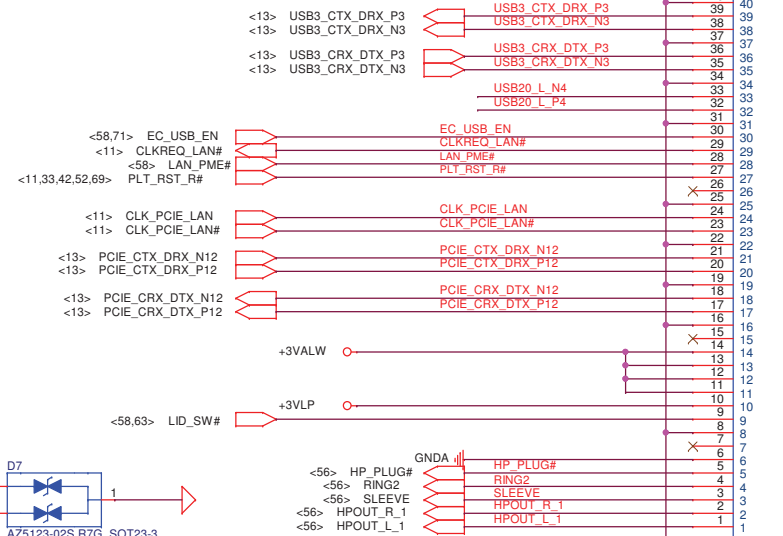 40
<13> USB3_CTX_DRX_P3 USB3_CTX_DRX_P3 39 39
<13> USB3_CTX_DRX_N3 USB3_CTX_DRX_N3 38 38
37 37
<13> USB3_CRX_DTX_P3 USB3_CRX_DTX_P3 36 36
<13> USB3_CRX_DTX_N3 USB3_CRX_DTX_N3 35 35
34 34
USB20_L_N4 33 33
USB20_L_P4 32 32
31 31
<58,71> EC_USB_EN EC_USB_EN 30 30
<11> CLKREQ_LAN# CLKREQ_LAN# 29 29
<58> LAN_PME# LAN_PME# 28 28
<11,33,42,52,69> PLT_RST_R# PLT_RST_R# 27 27
26 26
25 25
<11> CLK_PCIE_LAN CLK_PCIE_LAN 24 24
<11> CLK_PCIE_LAN# CLK_PCIE_LAN# 23 23
22 22
<13> PCIE_CTX_DRX_N12 PCIE_CTX_DRX_N12 21 21
<13> PCIE_CTX_DRX_P12 PCIE_CTX_DRX_P12 20 20
19 19
<13> PCIE_CRX_DTX_N12 PCIE_CRX_DTX_N12 18 18
<13> PCIE_CRX_DTX_P12 PCIE_CRX_DTX_P12 17 17
16 16
15 15
+3VALW 14 14
13 13
12 12
11 11
+3VLP 10 10
<58,63> LID_SW# 9 9
8 8
7 7
GNDA 6 6
<56> HP_PLUG# HP_PLUG# 5 5
<56> RING2 RING2 4 4
<56> SLEEVE SLEEVE 3 3
<56> HPOUT_R_1 HPOUT_R_1 2 2
<56> HPOUT_L_1 HPOUT_L_1 1 1
D7
1
AZ5123-02S.R7G_SOT23-3